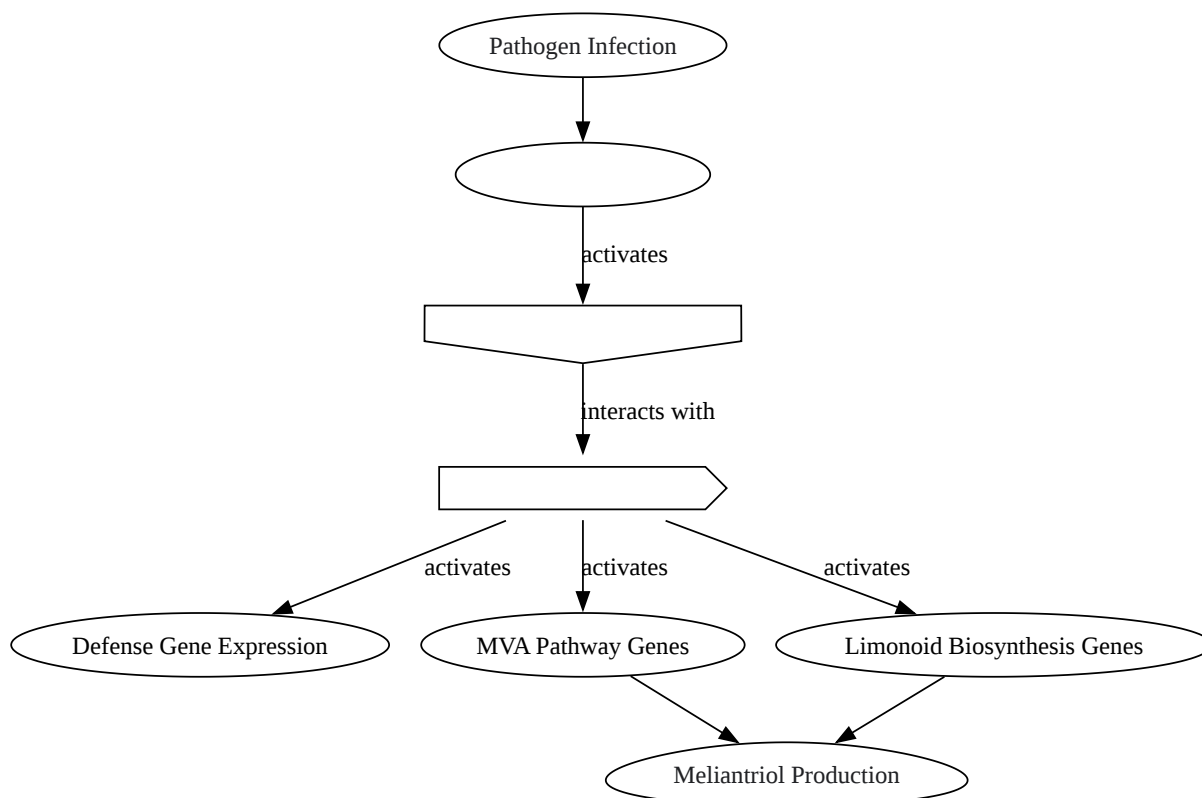 Pathogen Infection
activates
interacts with
activates
activates
activates
Defense Gene Expression
MVA Pathway Genes
Limonoid Biosynthesis Genes
Meliantriol Production